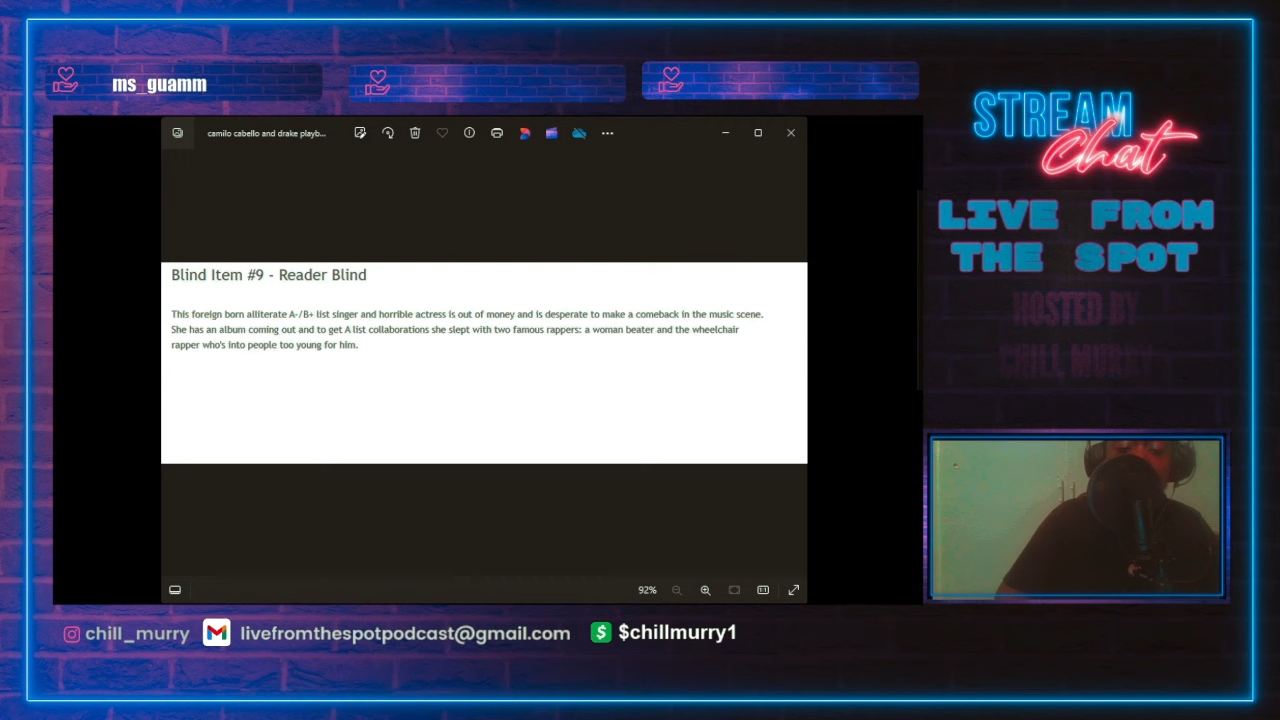 ms_guamm
STREAM
Chat
camilo cabello and drake playb...
LIVE FROM
THE SPOT
HOSTED BY
CHILL MURRY
Blind Item #9 - Reader Blind
This foreign born alliterate A-/B+ list singer and horrible actress is out of money and is desperate to make a comeback in the music scene.
She has an album coming out and to get A list collaborations she slept with two famous rappers: a woman beater and the wheelchair
rapper who's into people too young for him.
92%
chill_murry livefromthespotpodcast@gmail.com $chillmurry1